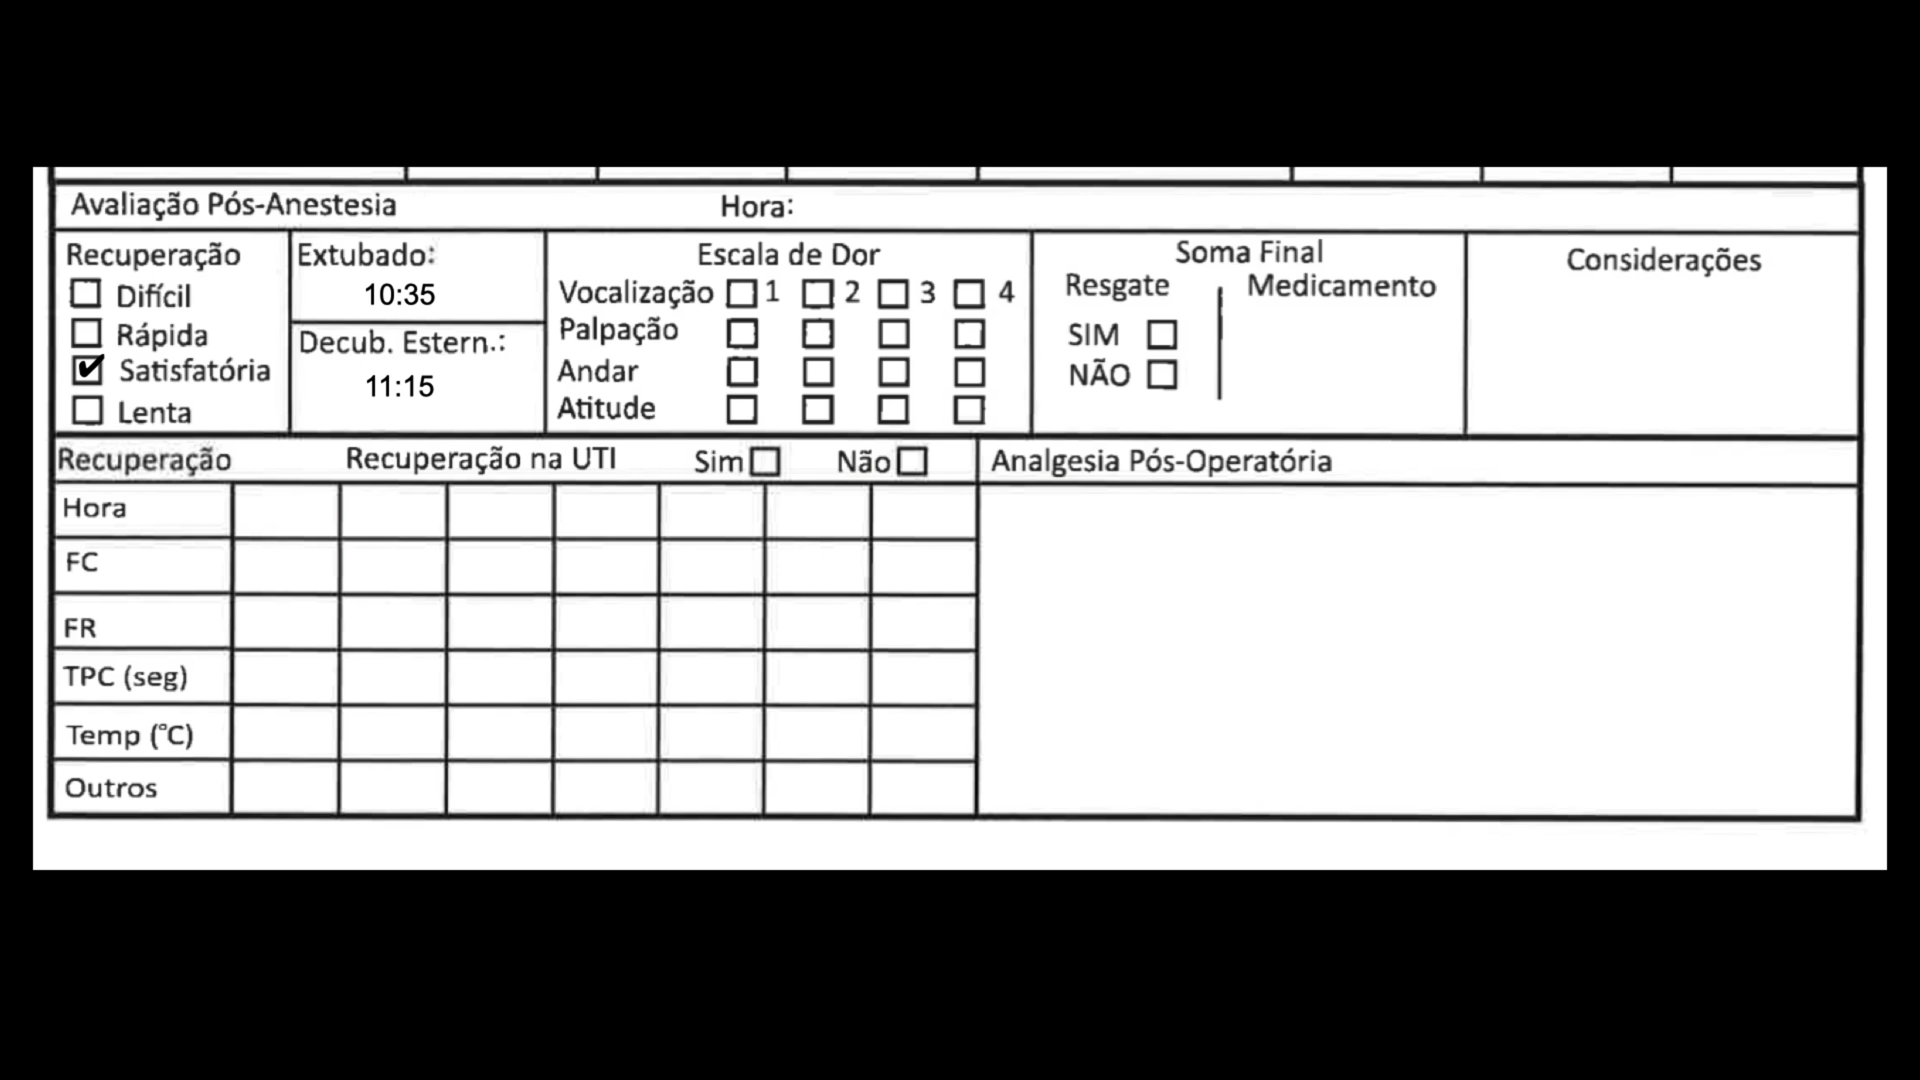 Avaliação Pós-Anestesia Hora:
Recuperação
Difícil
Rápida
✔ Satisfatória
Lenta
Extubado:
10:35
Decub. Estern.:
11:15
Escala de Dor
Vocalização 1 2 3 4
Palpação
Andar
Atitude
Soma Final
Resgate Medicamento
SIM
NÃO
Considerações
Recuperação Recuperação na UTI Sim Não
Analgesia Pós-Operatória
Hora
FC
FR
TPC (seg)
Temp (°C)
Outros